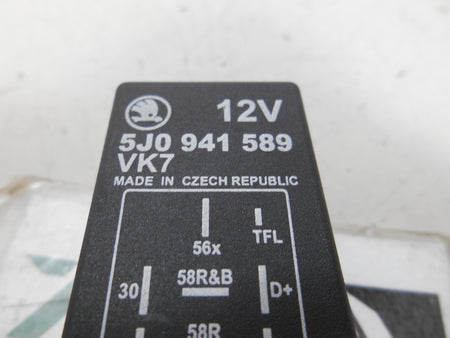 12V
5J0 941 589
VK7
MADE IN CZECH REPUBLIC
56x
TFL
30
58R&B
D+
58R